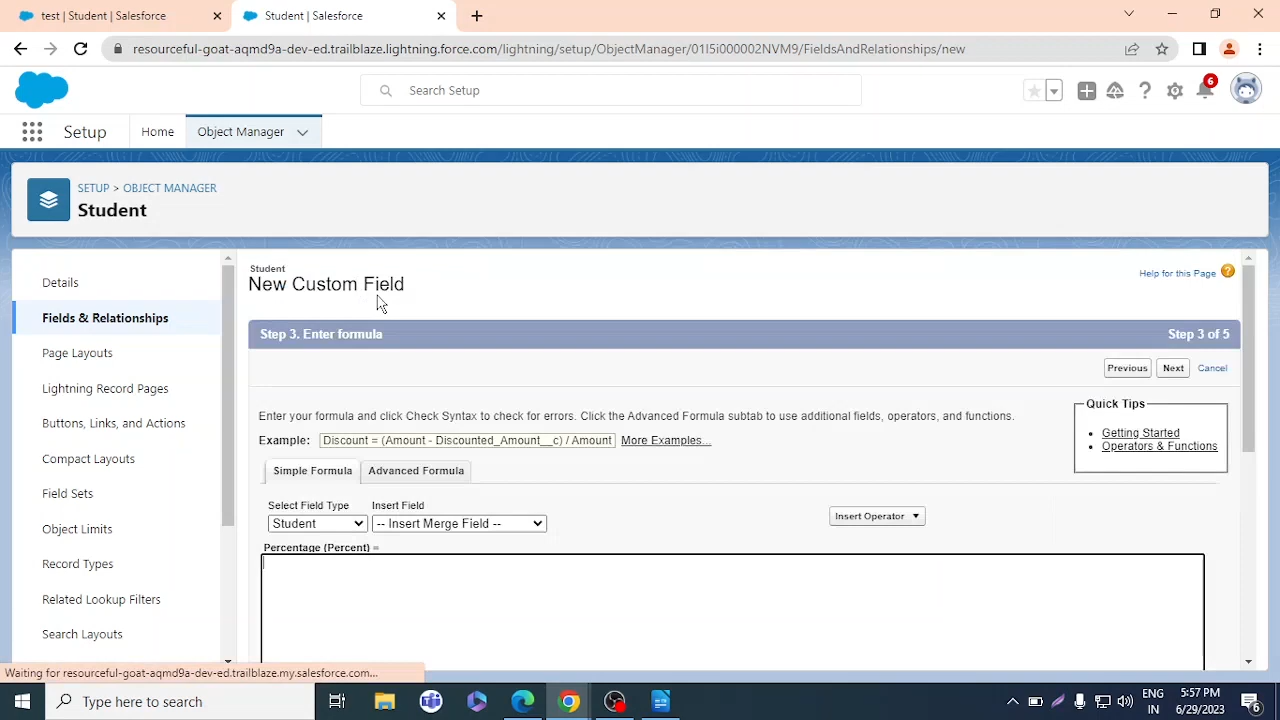 test | Student | Salesforce
Student | Salesforce
resourceful-goat-aqmd9a-dev-ed.trailblaze.lightning.force.com/lightning/setup/ObjectManager/01I5i000002NVM9/FieldsAndRelationships/new
Search Setup
6
Setup
Home
Object Manager
SETUP > OBJECT MANAGER
Student
Details
Fields & Relationships
Page Layouts
Lightning Record Pages
Buttons, Links, and Actions
Compact Layouts
Field Sets
Object Limits
Record Types
Related Lookup Filters
Search Layouts
Student
New Custom Field
Help for this Page ?
Step 3. Enter formula
Step 3 of 5
Previous Next Cancel
Enter your formula and click Check Syntax to check for errors. Click the Advanced Formula subtab to use additional fields, operators, and functions.
Example: Discount = (Amount - Discounted_Amount__c) / Amount More Examples...
Quick Tips
Getting Started
Operators & Functions
Simple Formula Advanced Formula
Select Field Type Insert Field
Student -- Insert Merge Field --
Insert Operator
Percentage (Percent) =
Waiting for resourceful-goat-aqmd9a-dev-ed.trailblaze.my.salesforce.com...
Type here to search
ENG
IN
5:57 PM
6/29/2023
6